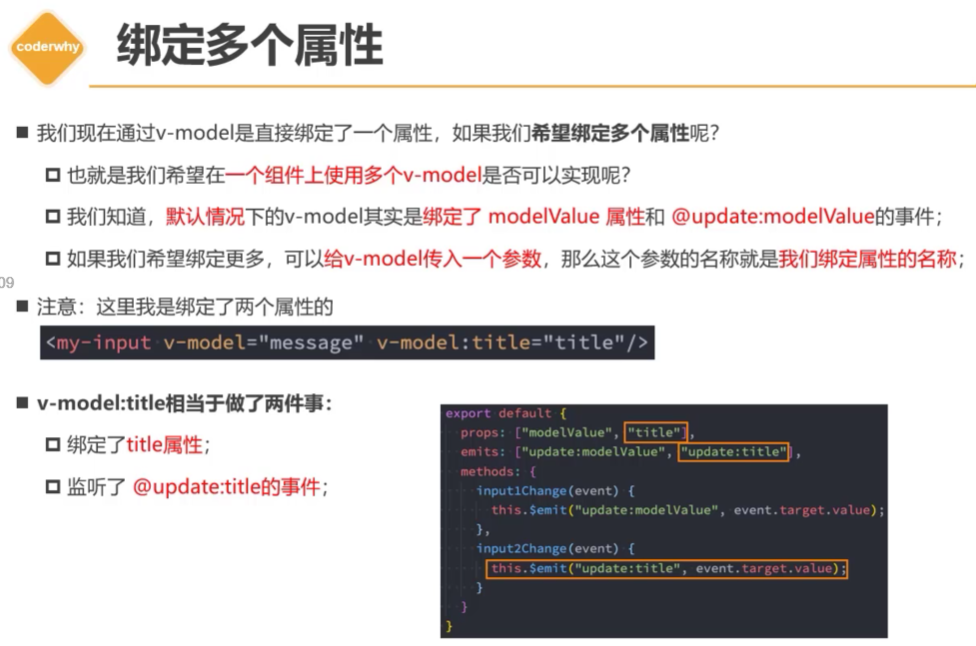 coderwhy
绑定多个属性
■ 我们现在通过v-model是直接绑定了一个属性，如果我们希望绑定多个属性呢？
也就是我们希望在一个组件上使用多个v-model是否可以实现呢？
我们知道，默认情况下的v-model其实是绑定了 modelValue 属性和 @update:modelValue的事件；
如果我们希望绑定更多，可以给v-model传入一个参数，那么这个参数的名称就是我们绑定属性的名称；
09
■ 注意：这里我是绑定了两个属性的
<my-input v-model="message" v-model:title="title"/>
■ v-model:title相当于做了两件事：
绑定了title属性；
监听了 @update:title的事件；
export default {
props: ["modelValue", "title"],
emits: ["update:modelValue", "update:title"],
methods: {
input1Change(event) {
this.$emit("update:modelValue", event.target.value);
},
input2Change(event) {
this.$emit("update:title", event.target.value);
}
}
}